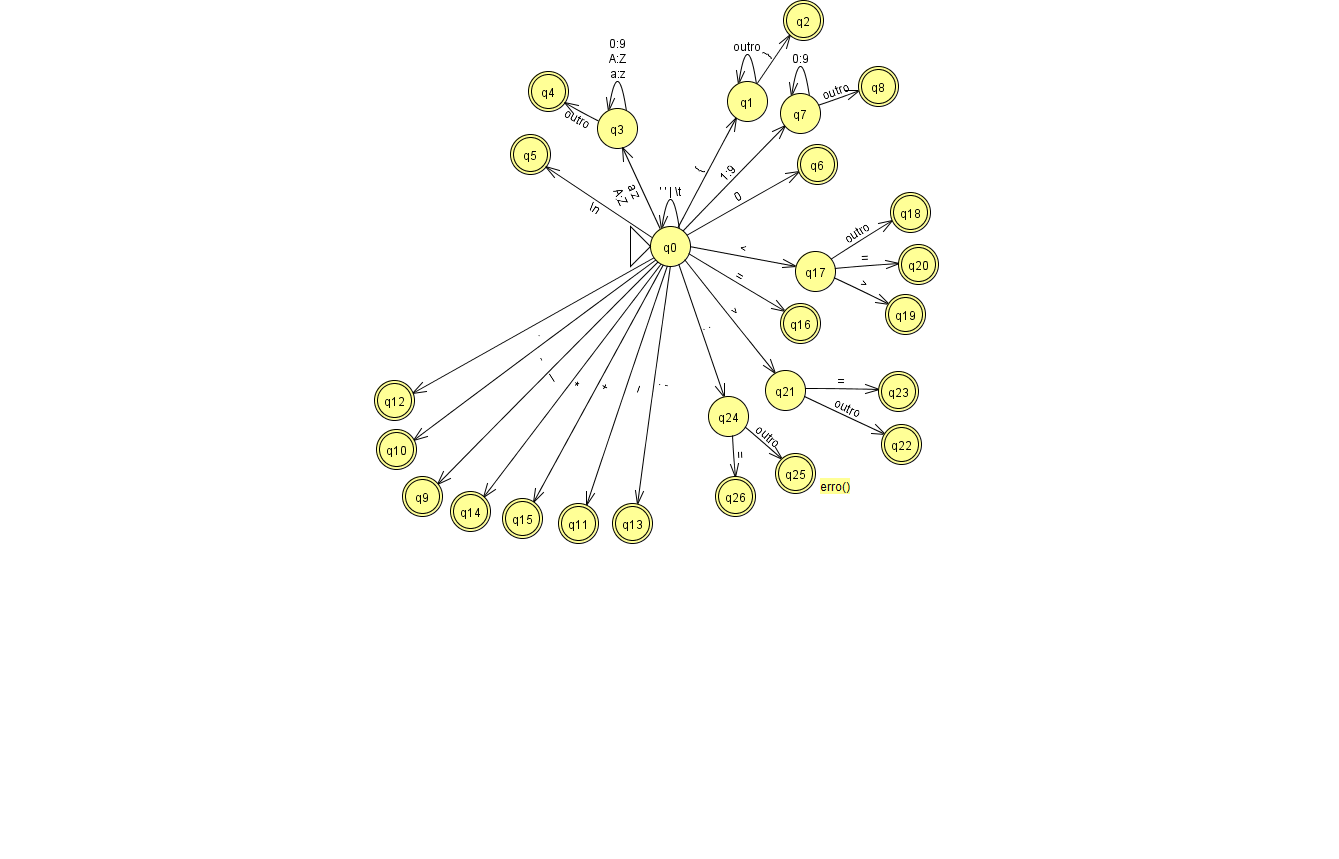 q2
0:9
A:Z
a:z
outro
}
0:9
q4
outro
q3
q1
q7
outro
q8
q5
\n
a:z
A:Z
{
1:9
0
q6
' ' | \t
q0
<
q17
outro
q18
=
q20
>
q19
=
q16
>
q21
=
q23
outro
q22
:
q24
outro
q25
=
q26
erro()
.
q12
q10
/
q9
*
q14
+
q15
q11
q13